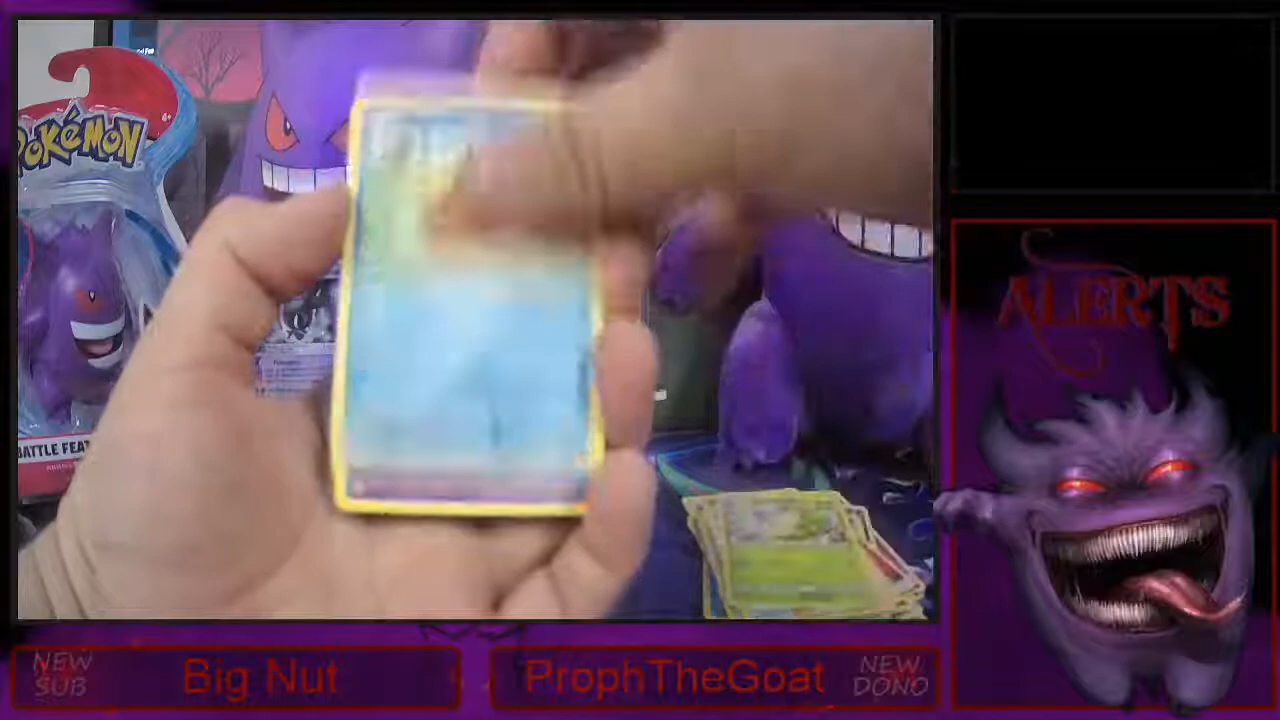 POKÉMON
BATTLE FEAT
ALERTS
NEW
SUB
Big Nut
ProphTheGoat
NEW
DONO